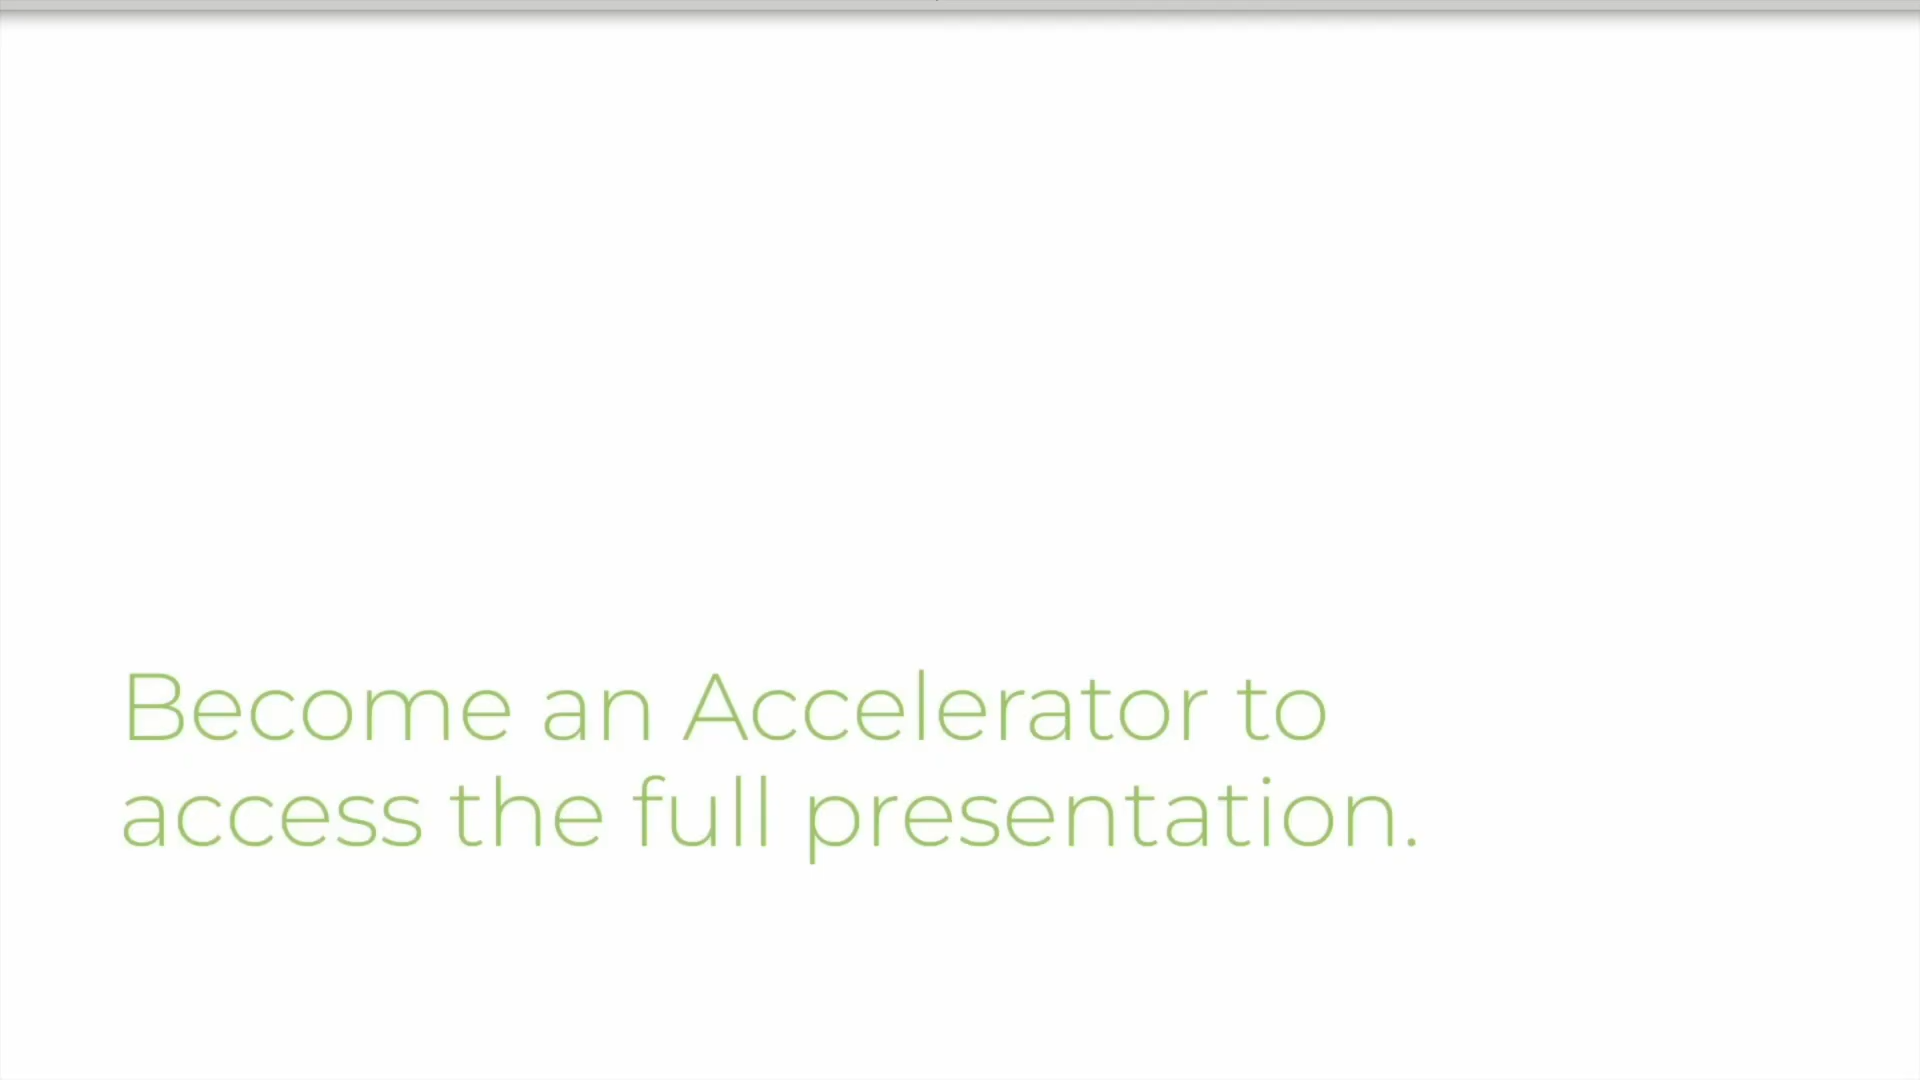 Become an Accelerator to
access the full presentation.